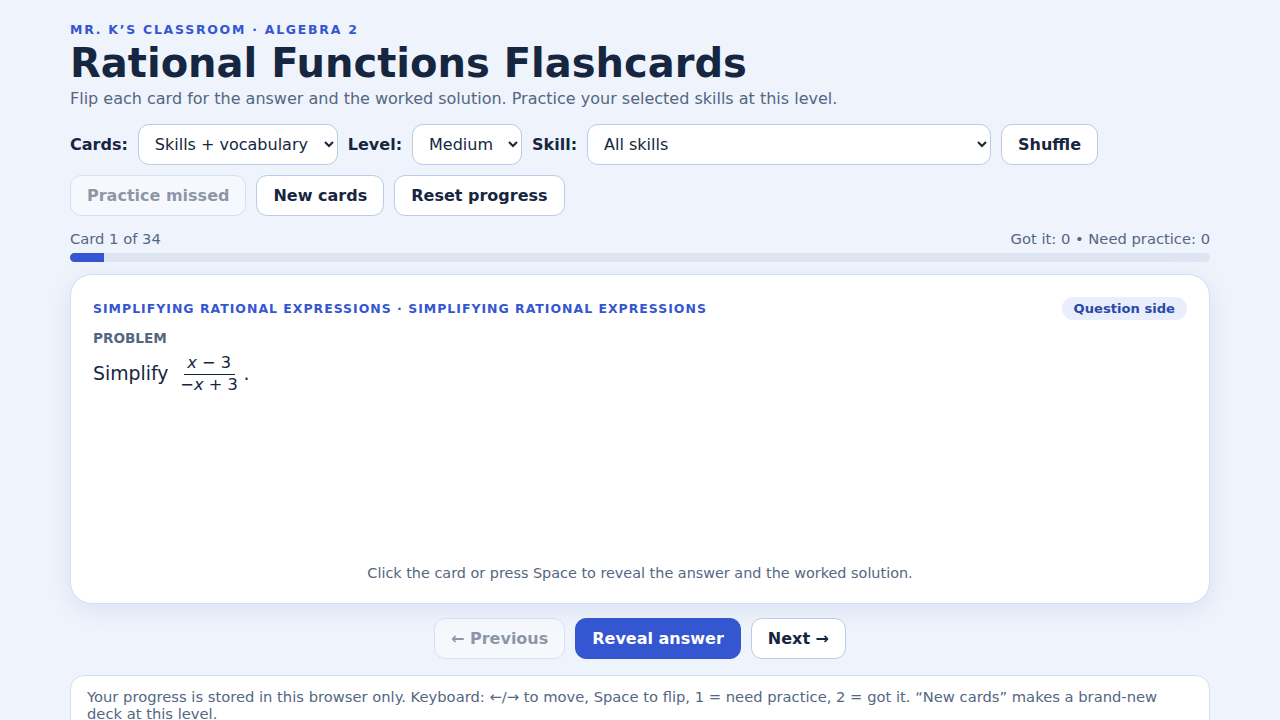 MR. K’S CLASSROOM · ALGEBRA 2
Rational Functions Flashcards
Flip each card for the answer and the worked solution. Practice your selected skills at this level.
Cards: Skills + vocabulary Level: Medium Skill: All skills Shuffle
Practice missed New cards Reset progress
Card 1 of 34 Got it: 0 • Need practice: 0
SIMPLIFYING RATIONAL EXPRESSIONS · SIMPLIFYING RATIONAL EXPRESSIONS Question side
PROBLEM
Simplify (x − 3)/(−x + 3).
Click the card or press Space to reveal the answer and the worked solution.
← Previous Reveal answer Next →
Your progress is stored in this browser only. Keyboard: ←/→ to move, Space to flip, 1 = need practice, 2 = got it. “New cards” makes a brand-new
deck at this level.